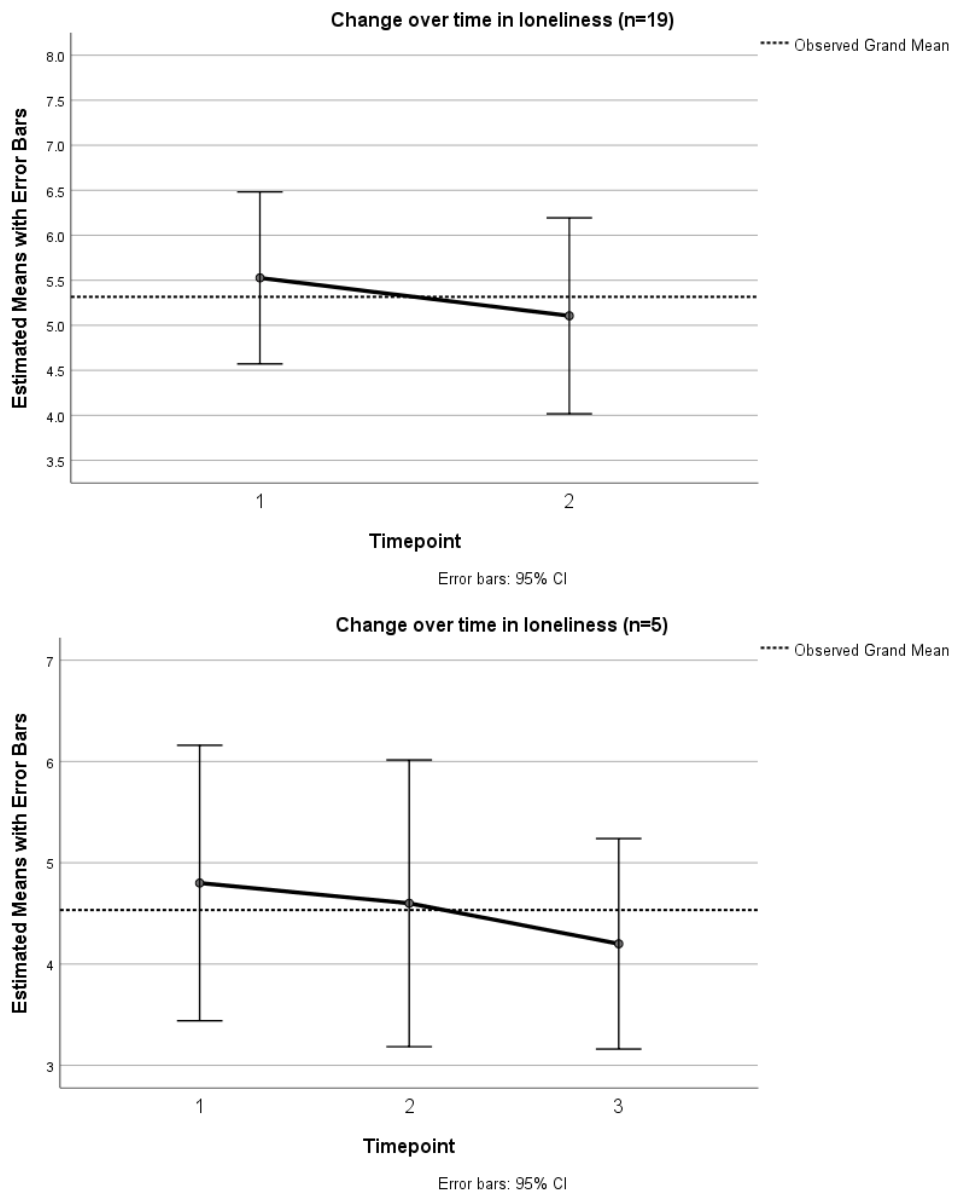 Change over time in loneliness (n=19)
Observed Grand Mean
Estimated Means with Error Bars
8.0
7.5
7.0
6.5
6.0
5.5
5.0
4.5
4.0
3.5
1
2
Timepoint
Error bars: 95% CI
Change over time in loneliness (n=5)
Observed Grand Mean
Estimated Means with Error Bars
7
6
5
4
3
1
2
3
Timepoint
Error bars: 95% CI